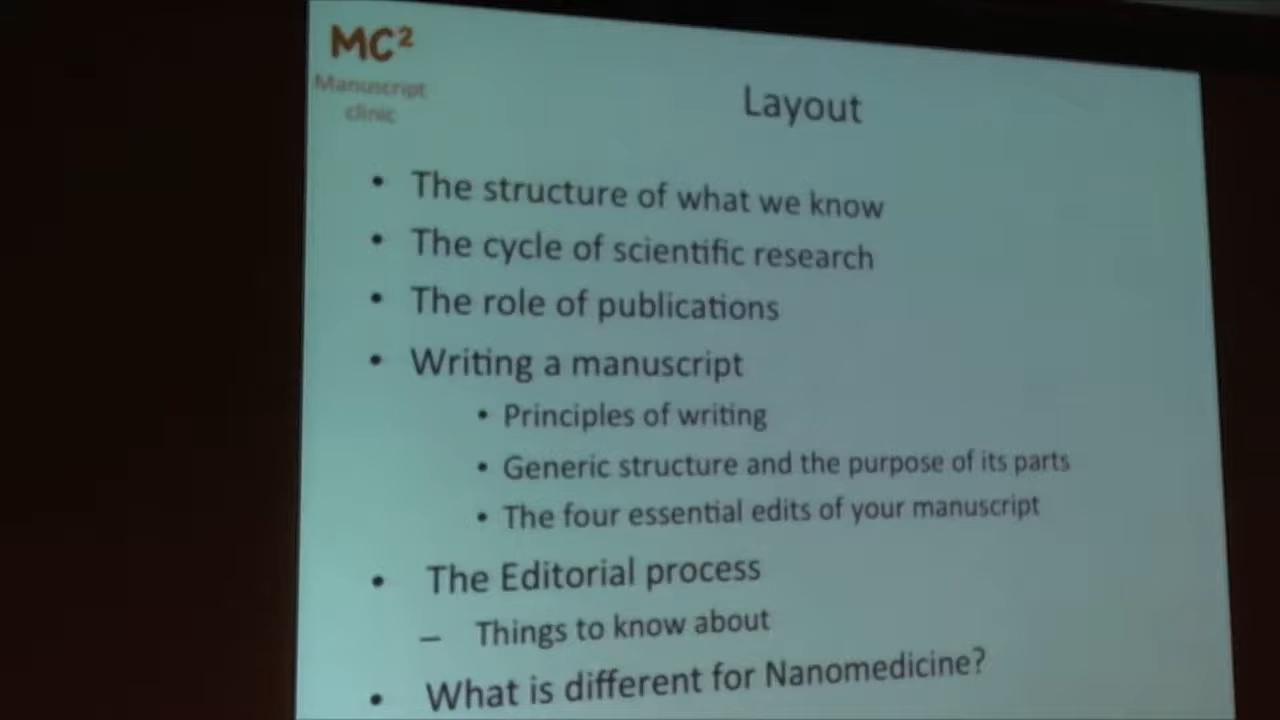 MC²
Manuscript
clinic
Layout
• The structure of what we know
• The cycle of scientific research
• The role of publications
• Writing a manuscript
• Principles of writing
• Generic structure and the purpose of its parts
• The four essential edits of your manuscript
• The Editorial process
– Things to know about
• What is different for Nanomedicine?